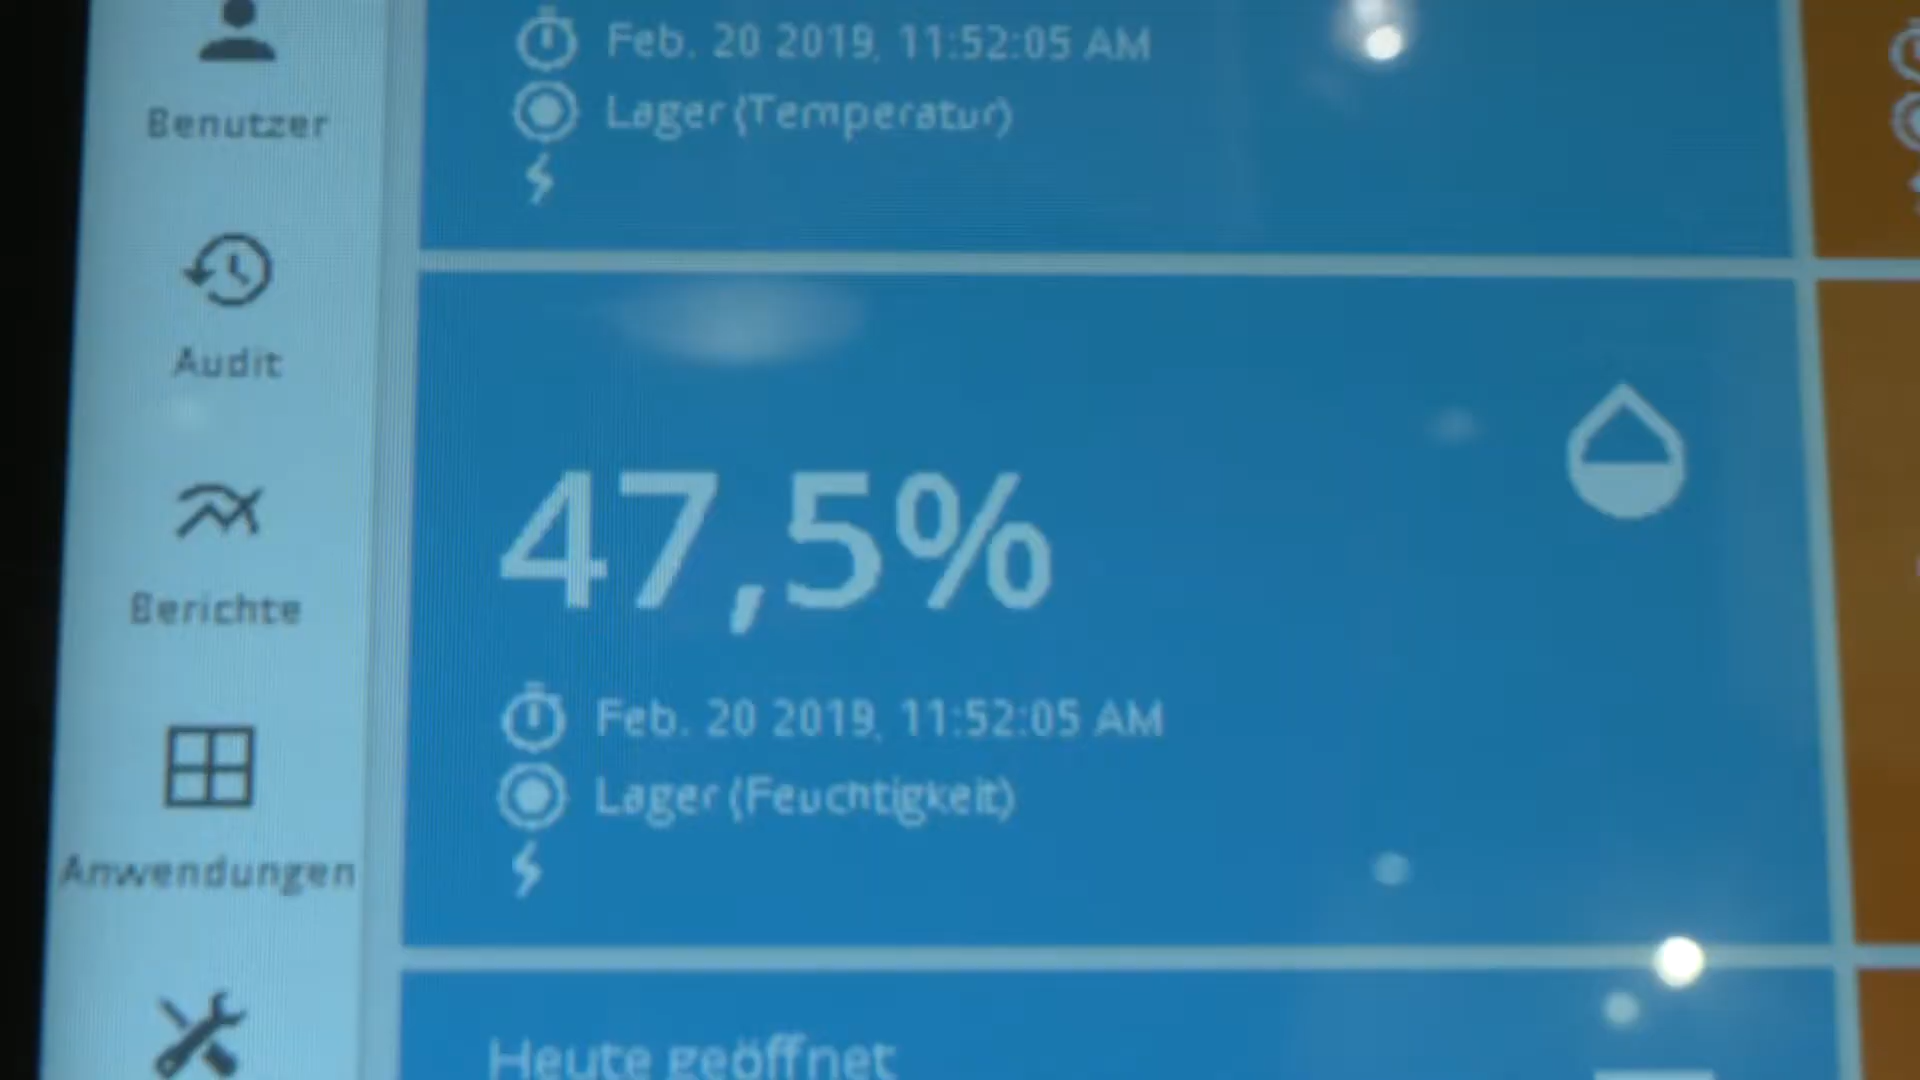 Benutzer
Audit
Berichte
Anwendungen
Feb. 20 2019, 11:52:05 AM
Lager (Temperatur)
47,5%
Feb. 20 2019, 11:52:05 AM
Lager (Feuchtigkeit)
Heute geöffnet